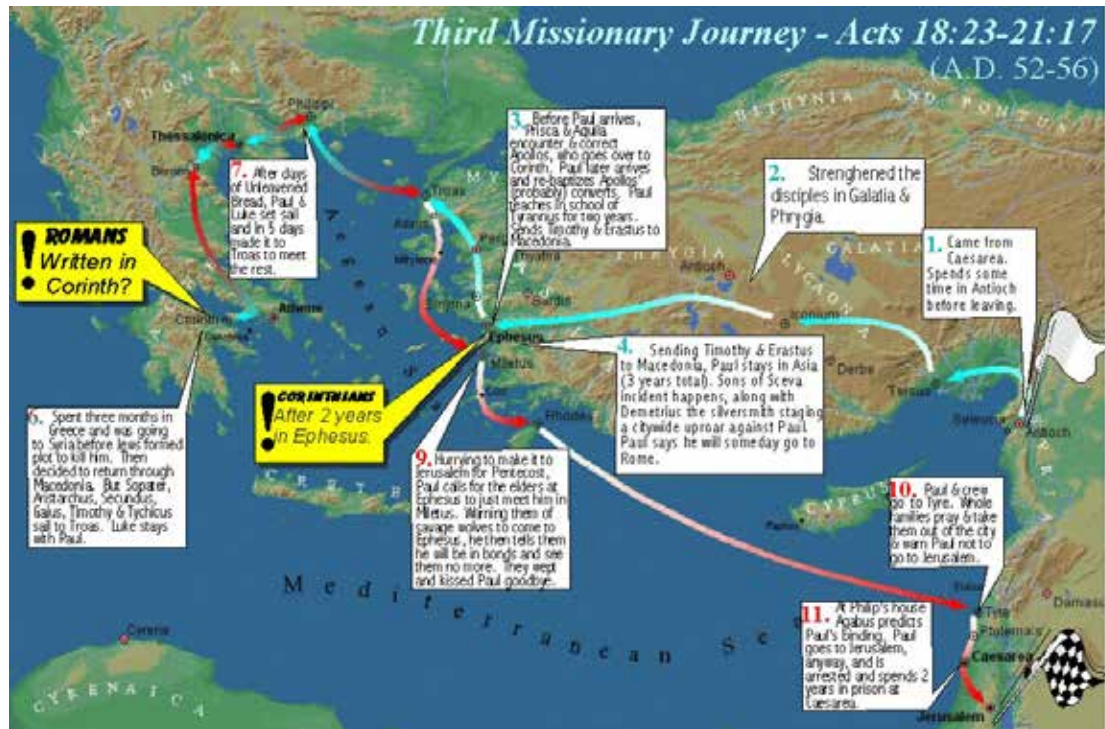 Third Missionary Journey - Acts 18:23-21:17
(A.D. 52-56)
BITHYNIA AND PONTUS
MACEDONIA
Philippi
Thessalonica
Berea
3. Before Paul arrives,
Prisca & Aquila
encounter & correct
Apollos, who goes over to
Corinth. Paul later arrives
and re-baptizes Apollos'
(probably) converts. Paul
teaches in school of
Tyrannus for two years.
Sends Timothy & Erastus to
Macedonia.
7. After days
of Unleavened
Bread, Paul &
Luke set sail
and in 5 days
made it to
Troas to meet
the rest.
2. Strenghened the
disciples in Galatia &
Phrygia.
1. Came from
Caesarea.
Spends some
time in Antioch
before leaving.
Troas
Smyrna
Sardis
PHRYGIA
Antioch
GALATIA
LYCAONIA
Iconium
Derbe
Tarsus
Seleucia
Antioch
ROMANS
Written in
Corinth?
Corinth
Athens
Ephesus
Miletus
Rhodes
4. Sending Timothy & Erastus
to Macedonia, Paul stays in Asia
(3 years total). Sons of Sceva
incident happens, along with
Demetrius the silversmith staging
a citywide uproar against Paul.
Paul says he will someday go to
Rome.
CORINTHIANS
After 2 years
in Ephesus.
6. Spent three months in
Greece and was going
to Syria before Jews formed
plot to kill him. Then
decided to return through
Macedonia. But Sopater,
Aristarchus, Secundus,
Gaius, Timothy & Tychicus
sail to Troas. Luke stays
with Paul.
9. Hurrying to make it to
Jerusalem for Pentecost,
Paul calls for the elders at
Ephesus to just meet him in
Miletus. Warning them of
savage wolves to come to
Ephesus, he then tells them
he will be in bonds and see
them no more. They wept
and kissed Paul goodbye.
CRETE
CYPRUS
Paphos
10. Paul & crew
go to Tyre. Whole
families pray & take
them out of the city
& warn Paul not to
go to Jerusalem.
11. At Philip's house
Agabus predicts
Paul's binding, Paul
goes to Jerusalem,
anyway, and is
arrested and spends 2
years in prison at
Caesarea.
Tyre
Ptolemais
Caesarea
Jerusalem
Damasc
Mediterranean Sea
Cyrene
CYRENAICA